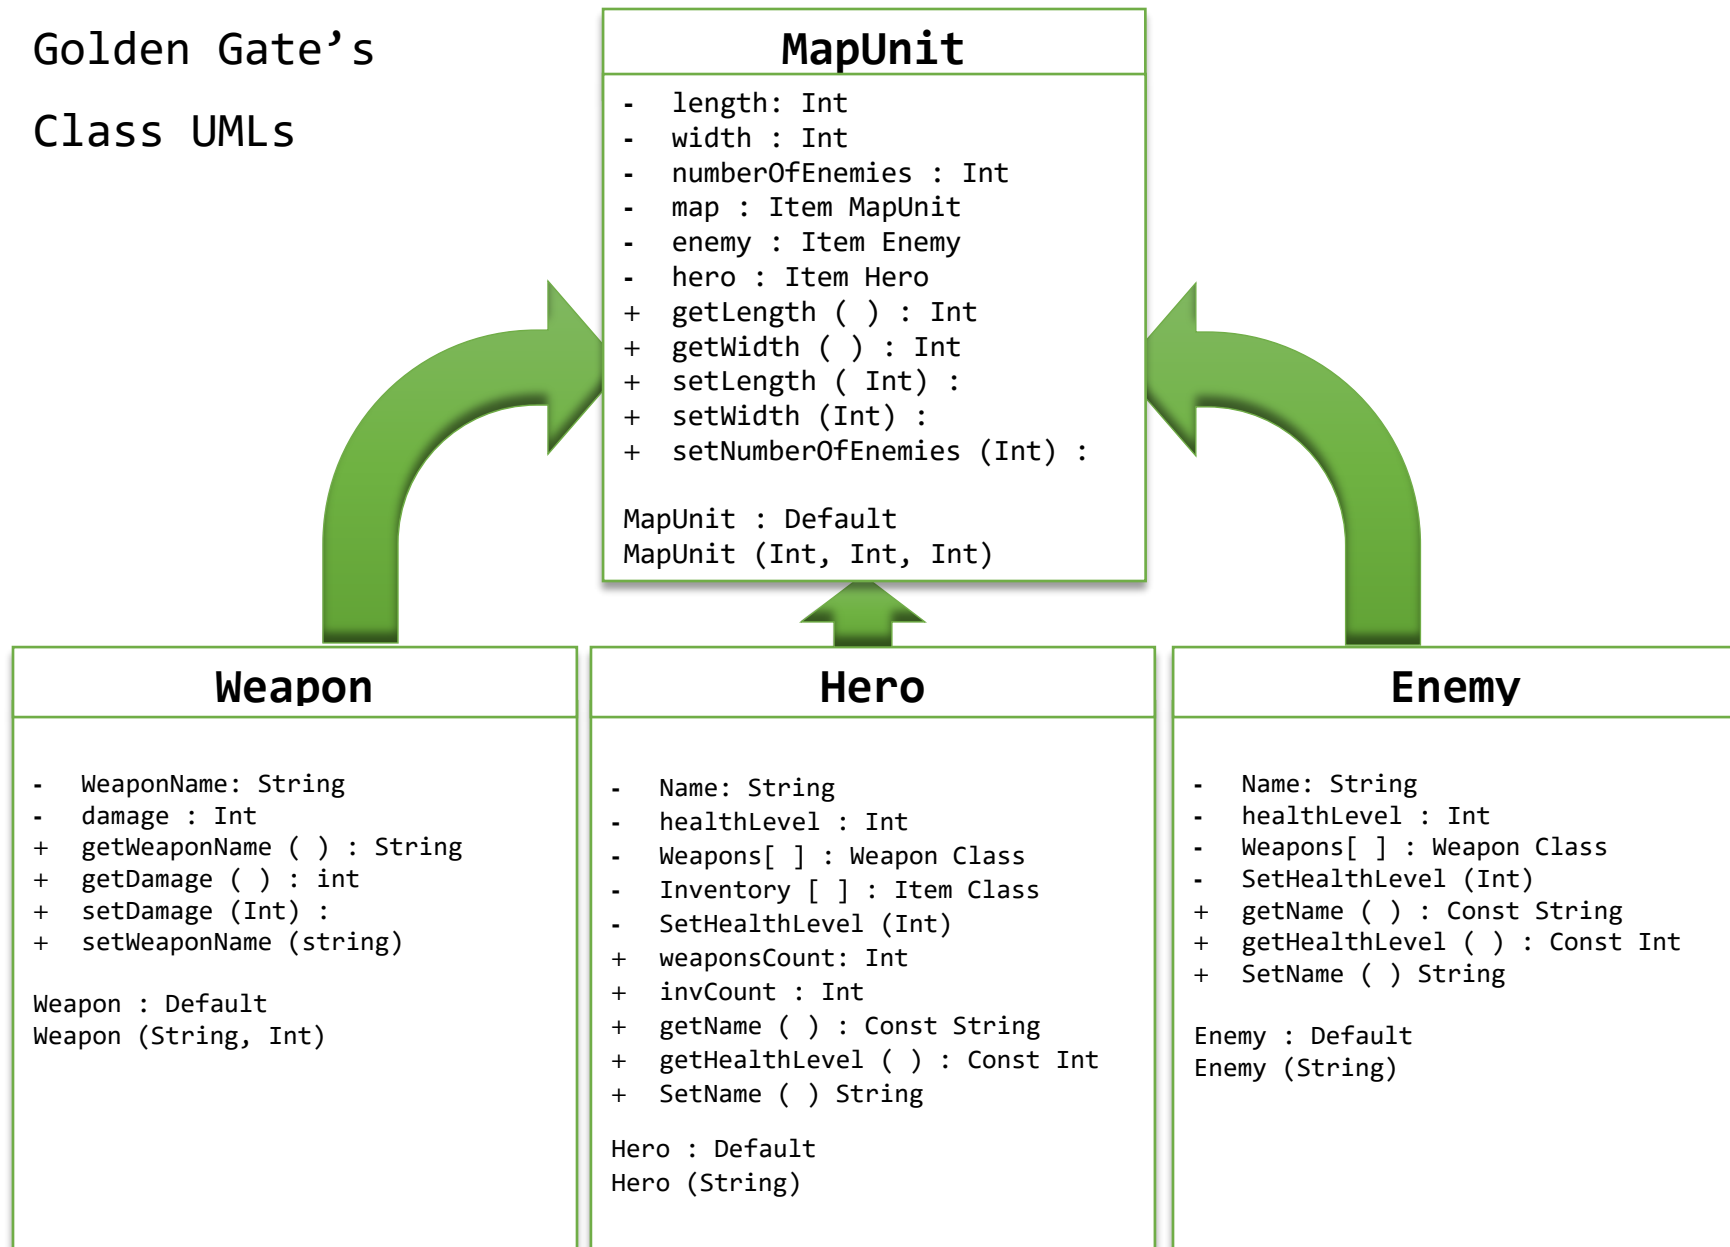 Golden Gate’s
Class UMLs
MapUnit
- length: Int
- width : Int
- numberOfEnemies : Int
- map : Item MapUnit
- enemy : Item Enemy
- hero : Item Hero
+ getLength ( ) : Int
+ getWidth ( ) : Int
+ setLength ( Int) :
+ setWidth (Int) :
+ setNumberOfEnemies (Int) :
MapUnit : Default
MapUnit (Int, Int, Int)
Weapon
- WeaponName: String
- damage : Int
+ getWeaponName ( ) : String
+ getDamage ( ) : int
+ setDamage (Int) :
+ setWeaponName (string)
Weapon : Default
Weapon (String, Int)
Hero
- Name: String
- healthLevel : Int
- Weapons[ ] : Weapon Class
- Inventory [ ] : Item Class
- SetHealthLevel (Int)
+ weaponsCount: Int
+ invCount : Int
+ getName ( ) : Const String
+ getHealthLevel ( ) : Const Int
+ SetName ( ) String
Hero : Default
Hero (String)
Enemy
- Name: String
- healthLevel : Int
- Weapons[ ] : Weapon Class
- SetHealthLevel (Int)
+ getName ( ) : Const String
+ getHealthLevel ( ) : Const Int
+ SetName ( ) String
Enemy : Default
Enemy (String)